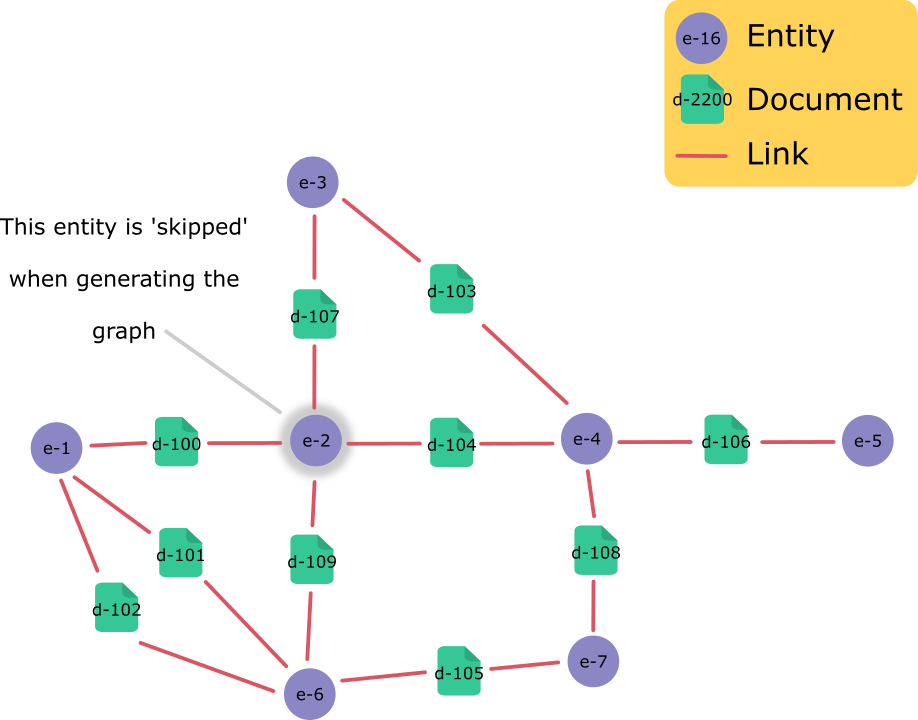 e-16 Entity
d-2200 Document
Link
e-3
This entity is 'skipped'
when generating the
graph
d-103
d-107
e-1
d-100
e-2
d-104
e-4
d-106
e-5
d-101
d-109
d-108
d-102
e-6
d-105
e-7